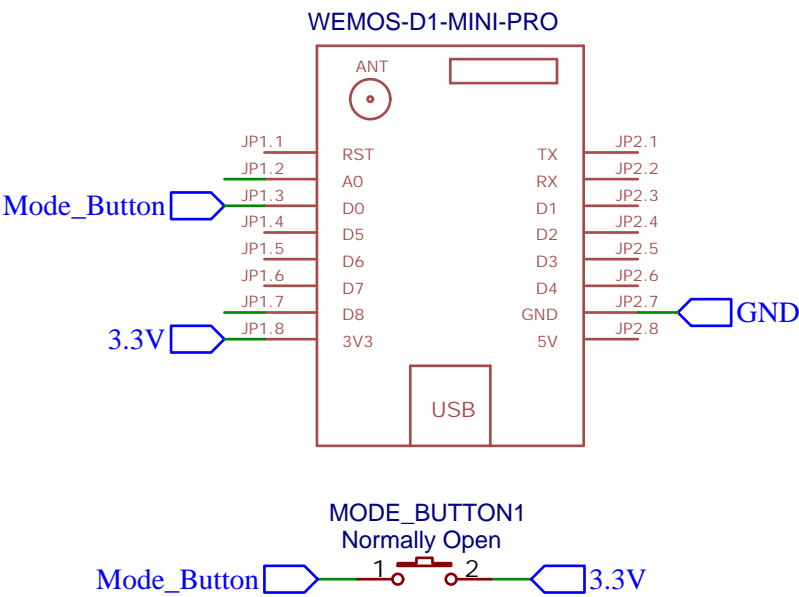 WEMOS-D1-MINI-PRO
ANT
JP1.1 RST TX JP2.1
JP1.2 A0 RX JP2.2
Mode_Button JP1.3 D0 D1 JP2.3
JP1.4 D5 D2 JP2.4
JP1.5 D6 D3 JP2.5
JP1.6 D7 D4 JP2.6
JP1.7 D8 GND JP2.7 GND
3.3V JP1.8 3V3 5V JP2.8
USB
MODE_BUTTON1
Normally Open
Mode_Button 1 2 3.3V